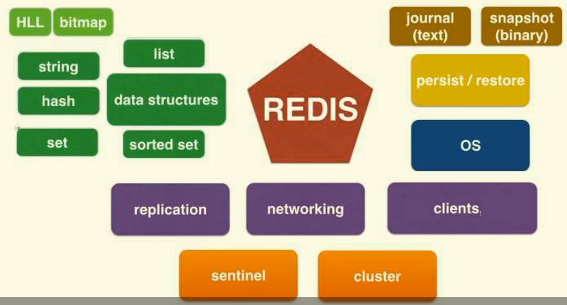 HLL
bitmap
journal
(text)
snapshot
(binary)
string
list
hash
data structures
set
sorted set
REDIS
persist / restore
OS
replication
networking
clients
sentinel
cluster